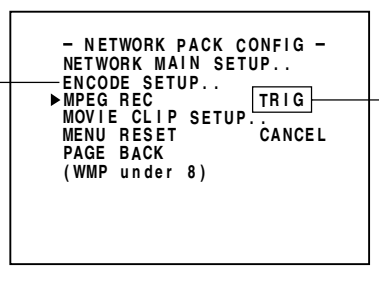 – NETWORK PACK CONFIG –
NETWORK MAIN SETUP..
ENCODE SETUP..
▶MPEG REC TRIG
MOVIE CLIP SETUP..
MENU RESET CANCEL
PAGE BACK
(WMP under 8)